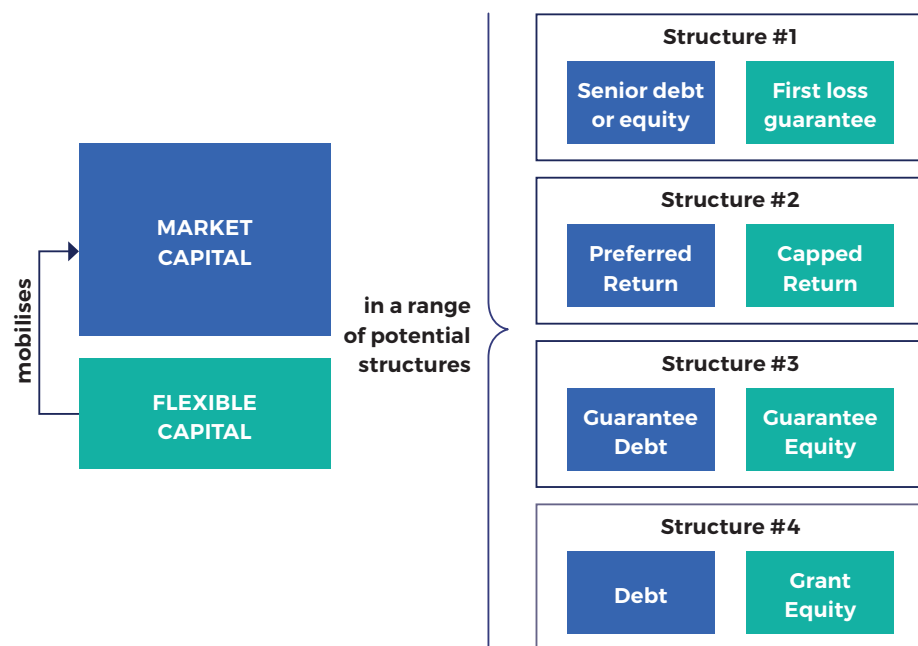 MARKET
CAPITAL
mobilises
FLEXIBLE
CAPITAL
in a range
of potential
structures
Structure #1
Senior debt
or equity
First loss
guarantee
Structure #2
Preferred
Return
Capped
Return
Structure #3
Guarantee
Debt
Guarantee
Equity
Structure #4
Debt
Grant
Equity